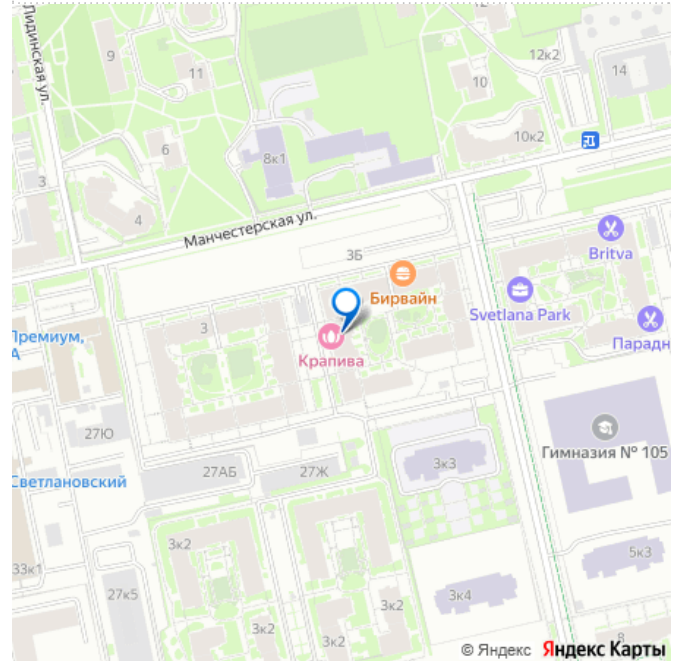 Лидинская ул.
9
11
12к2
14
10
10к2
6
8к1
3
4
Манчестерская ул.
3Б
Britva
Бирвайн
Svetlana Park
Премиум,
А
3
Крапива
Парадн
27Ю
Гимназия № 105
27АБ
27Ж
3к3
Светлановский
3к2
3к2
5к3
33к1
27к5
3к4
3к2
3к2
8
© Яндекс Яндекс Карты